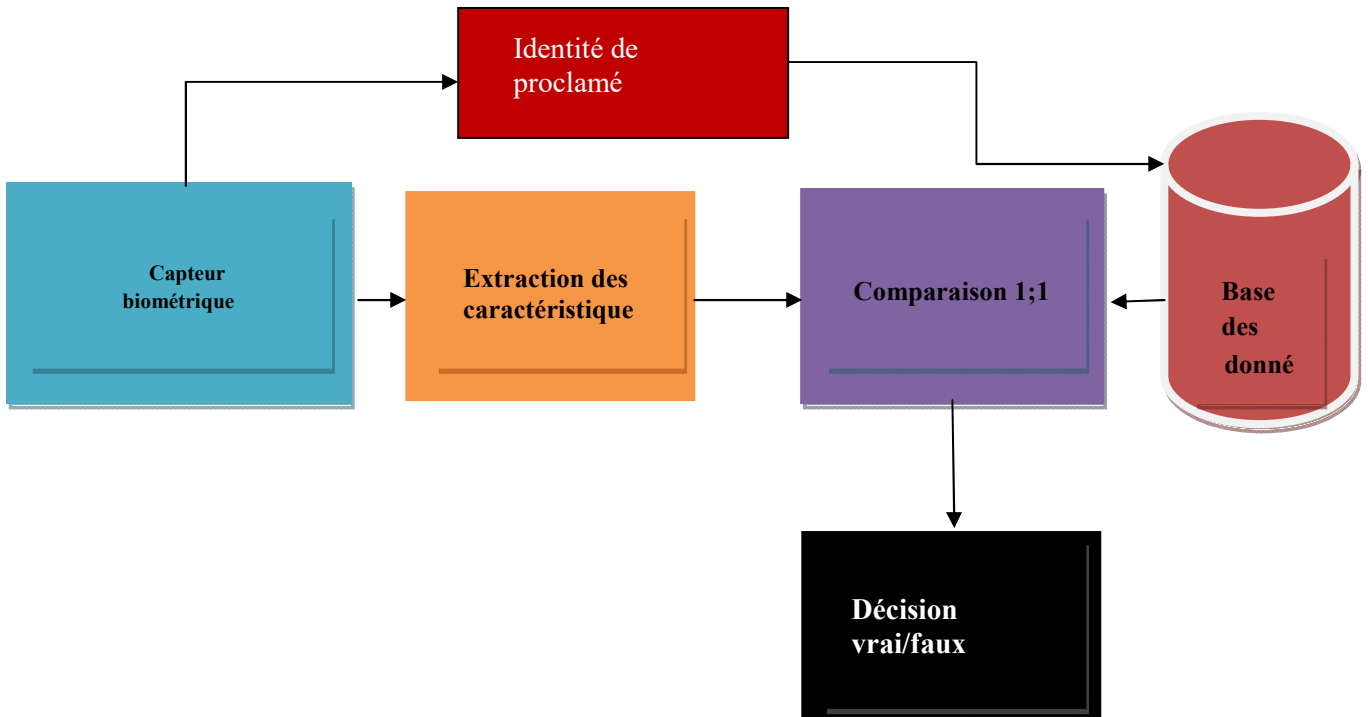 Identité de
proclamé
Capteur
biométrique
Extraction des
caractéristique
Comparaison 1;1
Base
des
donné
Décision
vrai/faux